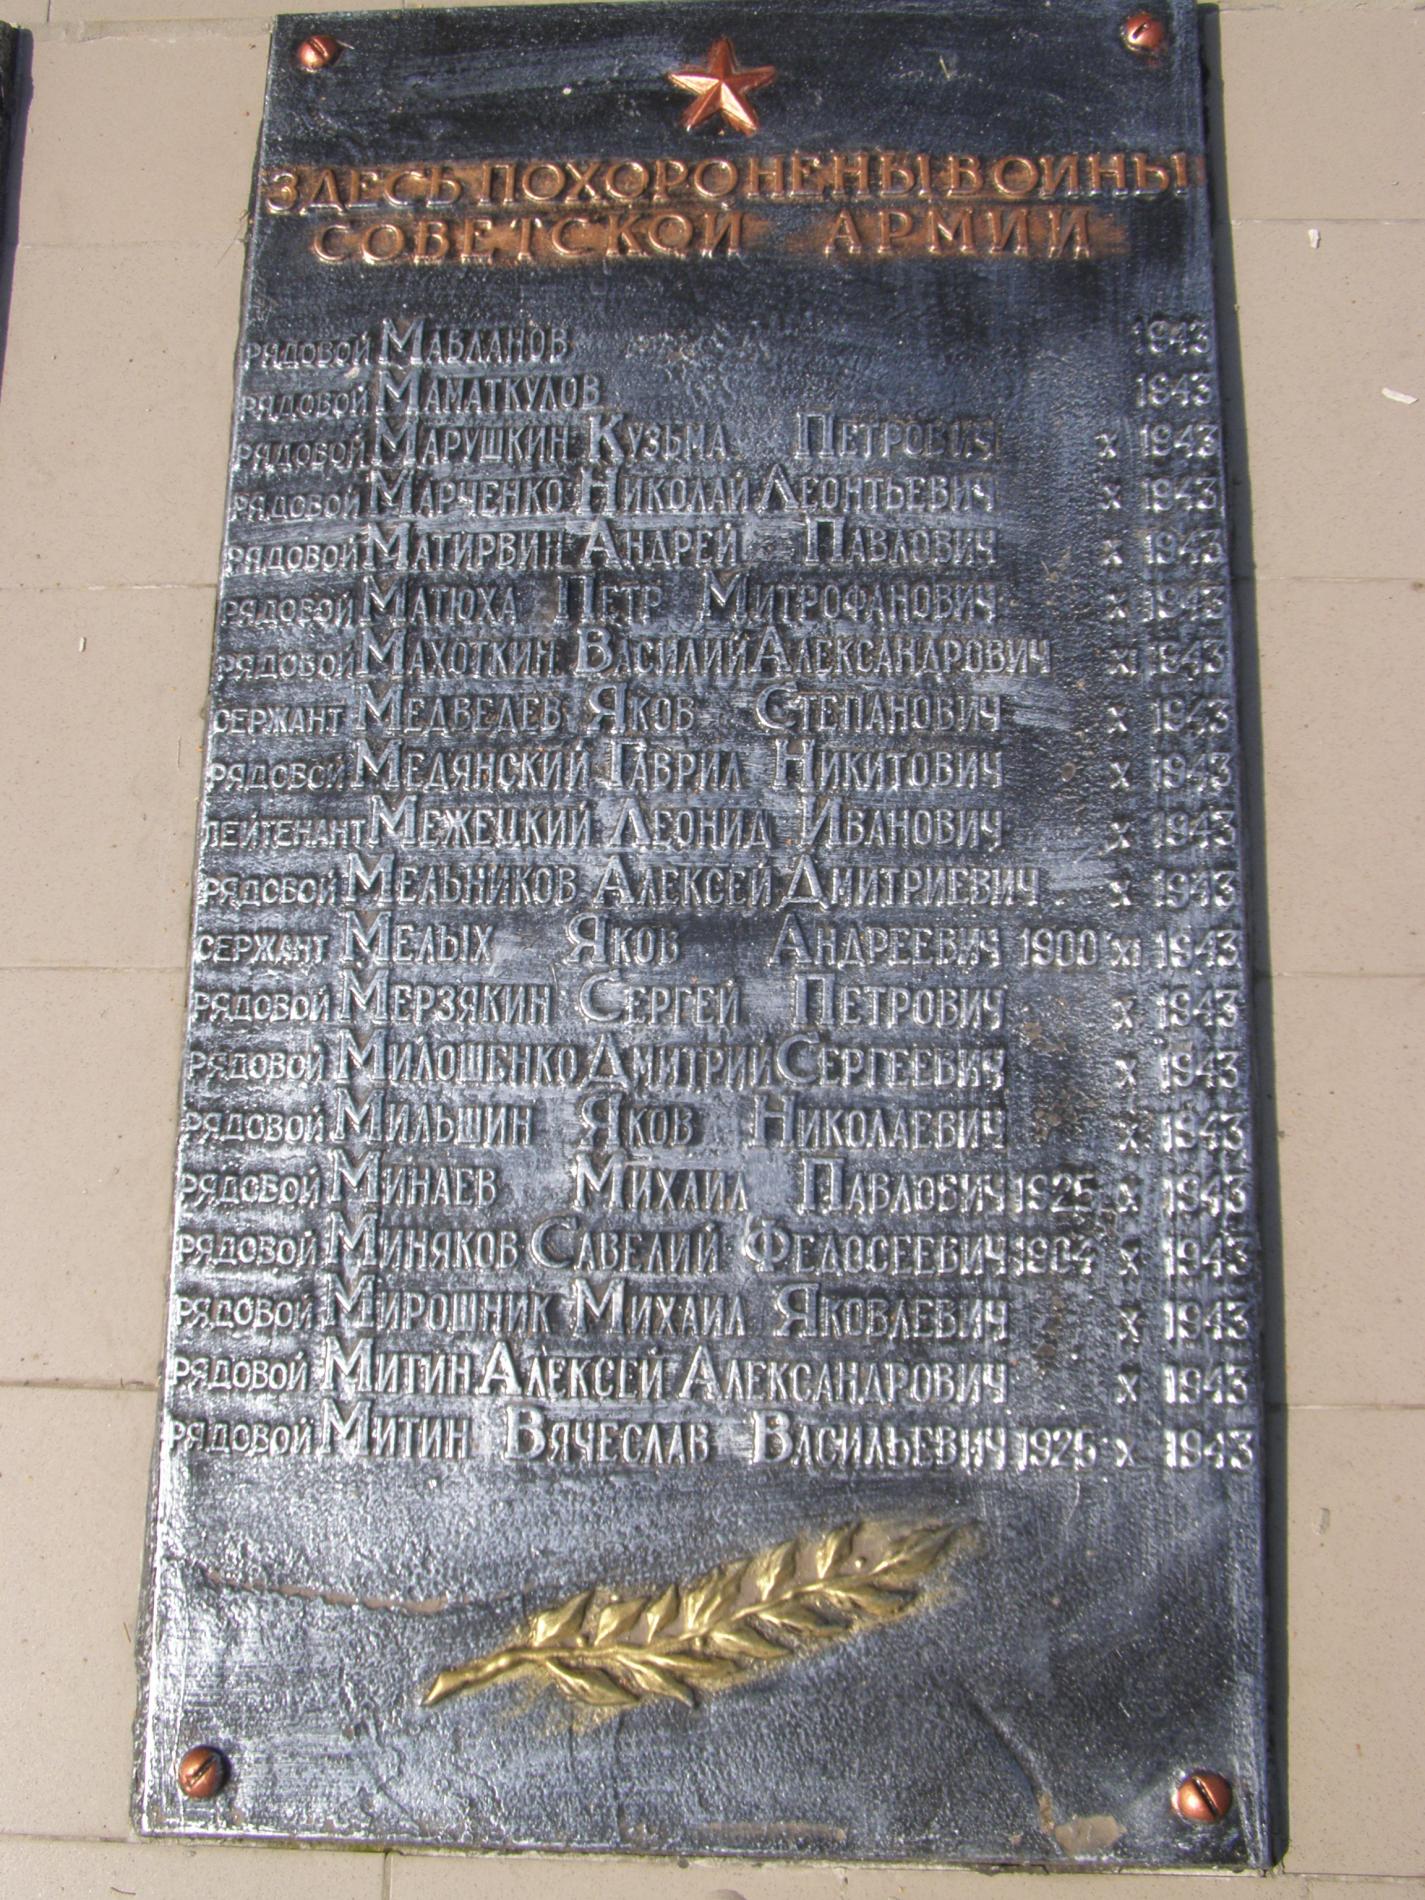 ЗДЕСЬ ПОХОРОНЕНЫ ВОИНЫ
СОВЕТСКОЙ АРМИИ
РЯДОВОЙ МАБЛАНОВ 1943
РЯДОВОЙ МАМАТКУЛОВ 1943
РЯДОВОЙ МАРУШКИН КУЗЬМА ПЕТРОВИЧ X 1943
РЯДОВОЙ МАРЧЕНКО НИКОЛАЙ ЛЕОНТЬЕВИЧ X 1943
РЯДОВОЙ МАТИРВИН АНДРЕЙ ПАВЛОВИЧ X 1943
РЯДОВОЙ МАТЮХА ПЕТР МИТРОФАНОВИЧ X 1943
РЯДОВОЙ МАХОТКИН ВАСИЛИЙ АЛЕКСАНДРОВИЧ XI 1943
СЕРЖАНТ МЕДВЕДЕВ ЯКОВ СТЕПАНОВИЧ X 1943
РЯДОВОЙ МЕДЯНСКИЙ ГАВРИЛ НИКИТОВИЧ X 1943
ЛЕЙТЕНАНТ МЕЖЕЦКИЙ ЛЕОНИД ИВАНОВИЧ X 1943
РЯДОВОЙ МЕЛЬНИКОВ АЛЕКСЕЙ ДМИТРИЕВИЧ X 1943
СЕРЖАНТ МЕЛЫХ ЯКОВ АНДРЕЕВИЧ 1900 XI 1943
РЯДОВОЙ МЕРЗЯКИН СЕРГЕЙ ПЕТРОВИЧ X 1943
РЯДОВОЙ МИЛОШЕНКО ДМИТРИЙ СЕРГЕЕВИЧ X 1943
РЯДОВОЙ МИЛЬШИН ЯКОВ НИКОЛАЕВИЧ X 1943
РЯДОВОЙ МИНАЕВ МИХАИЛ ПАВЛОВИЧ 1925 X 1943
РЯДОВОЙ МИНЯКОВ САВЕЛИЙ ФЕДОСЕЕВИЧ 1904 X 1943
РЯДОВОЙ МИРОШНИК МИХАИЛ ЯКОВЛЕВИЧ X 1943
РЯДОВОЙ МИТИН АЛЕКСЕЙ АЛЕКСАНДРОВИЧ X 1943
РЯДОВОЙ МИТИН ВЯЧЕСЛАВ ВАСИЛЬЕВИЧ 1925 X 1943